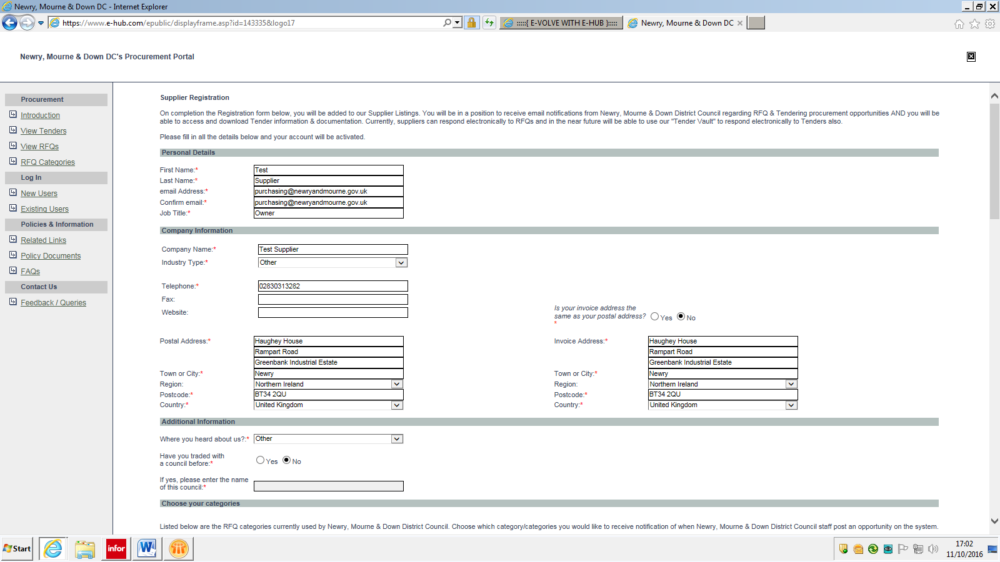 Newry, Mourne & Down DC - Internet Explorer
https://www.e-hub.com/epublic/displayframe.asp?id=143335&logo17
:::::{ E-VOLVE WITH E-HUB }:::::
Newry, Mourne & Down DC
Newry, Mourne & Down DC's Procurement Portal
Procurement
Introduction
View Tenders
View RFQs
RFQ Categories
Log In
New Users
Existing Users
Policies & Information
Related Links
Policy Documents
FAQs
Contact Us
Feedback / Queries
Supplier Registration
On completion the Registration form below, you will be added to our Supplier Listings. You will be in a position to receive email notifications from Newry, Mourne & Down District Council regarding RFQ & Tendering procurement opportunities AND you will be
able to access and download Tender information & documentation. Currently, suppliers can respond electronically to RFQs and in the near future will be able to use our "Tender Vault" to respond electronically to Tenders also.
Please fill in all the details below and your account will be activated.
Personal Details
First Name:* Test
Last Name:* Supplier
email Address:* purchasing@newryandmourne.gov.uk
Confirm email:* purchasing@newryandmourne.gov.uk
Job Title:* Owner
Company Information
Company Name:* Test Supplier
Industry Type:* Other
Telephone:* 02830313282
Fax:
Website:
Is your invoice address the
same as your postal address? Yes No
*
Postal Address:* Haughey House
Rampart Road
Greenbank Industrial Estate
Town or City:* Newry
Region: Northern Ireland
Postcode:* BT34 2QU
Country:* United Kingdom
Invoice Address:* Haughey House
Rampart Road
Greenbank Industrial Estate
Town or City:* Newry
Region: Northern Ireland
Postcode:* BT34 2QU
Country:* United Kingdom
Additional Information
Where you heard about us?:* Other
Have you traded with
a council before:* Yes No
If yes, please enter the name
of this council:*
Choose your categories
Listed below are the RFQ categories currently used by Newry, Mourne & Down District Council. Choose which category/categories you would like to receive notification of when Newry, Mourne & Down District Council staff post an opportunity on the system.
Start
infor
W
17:02
11/10/2016